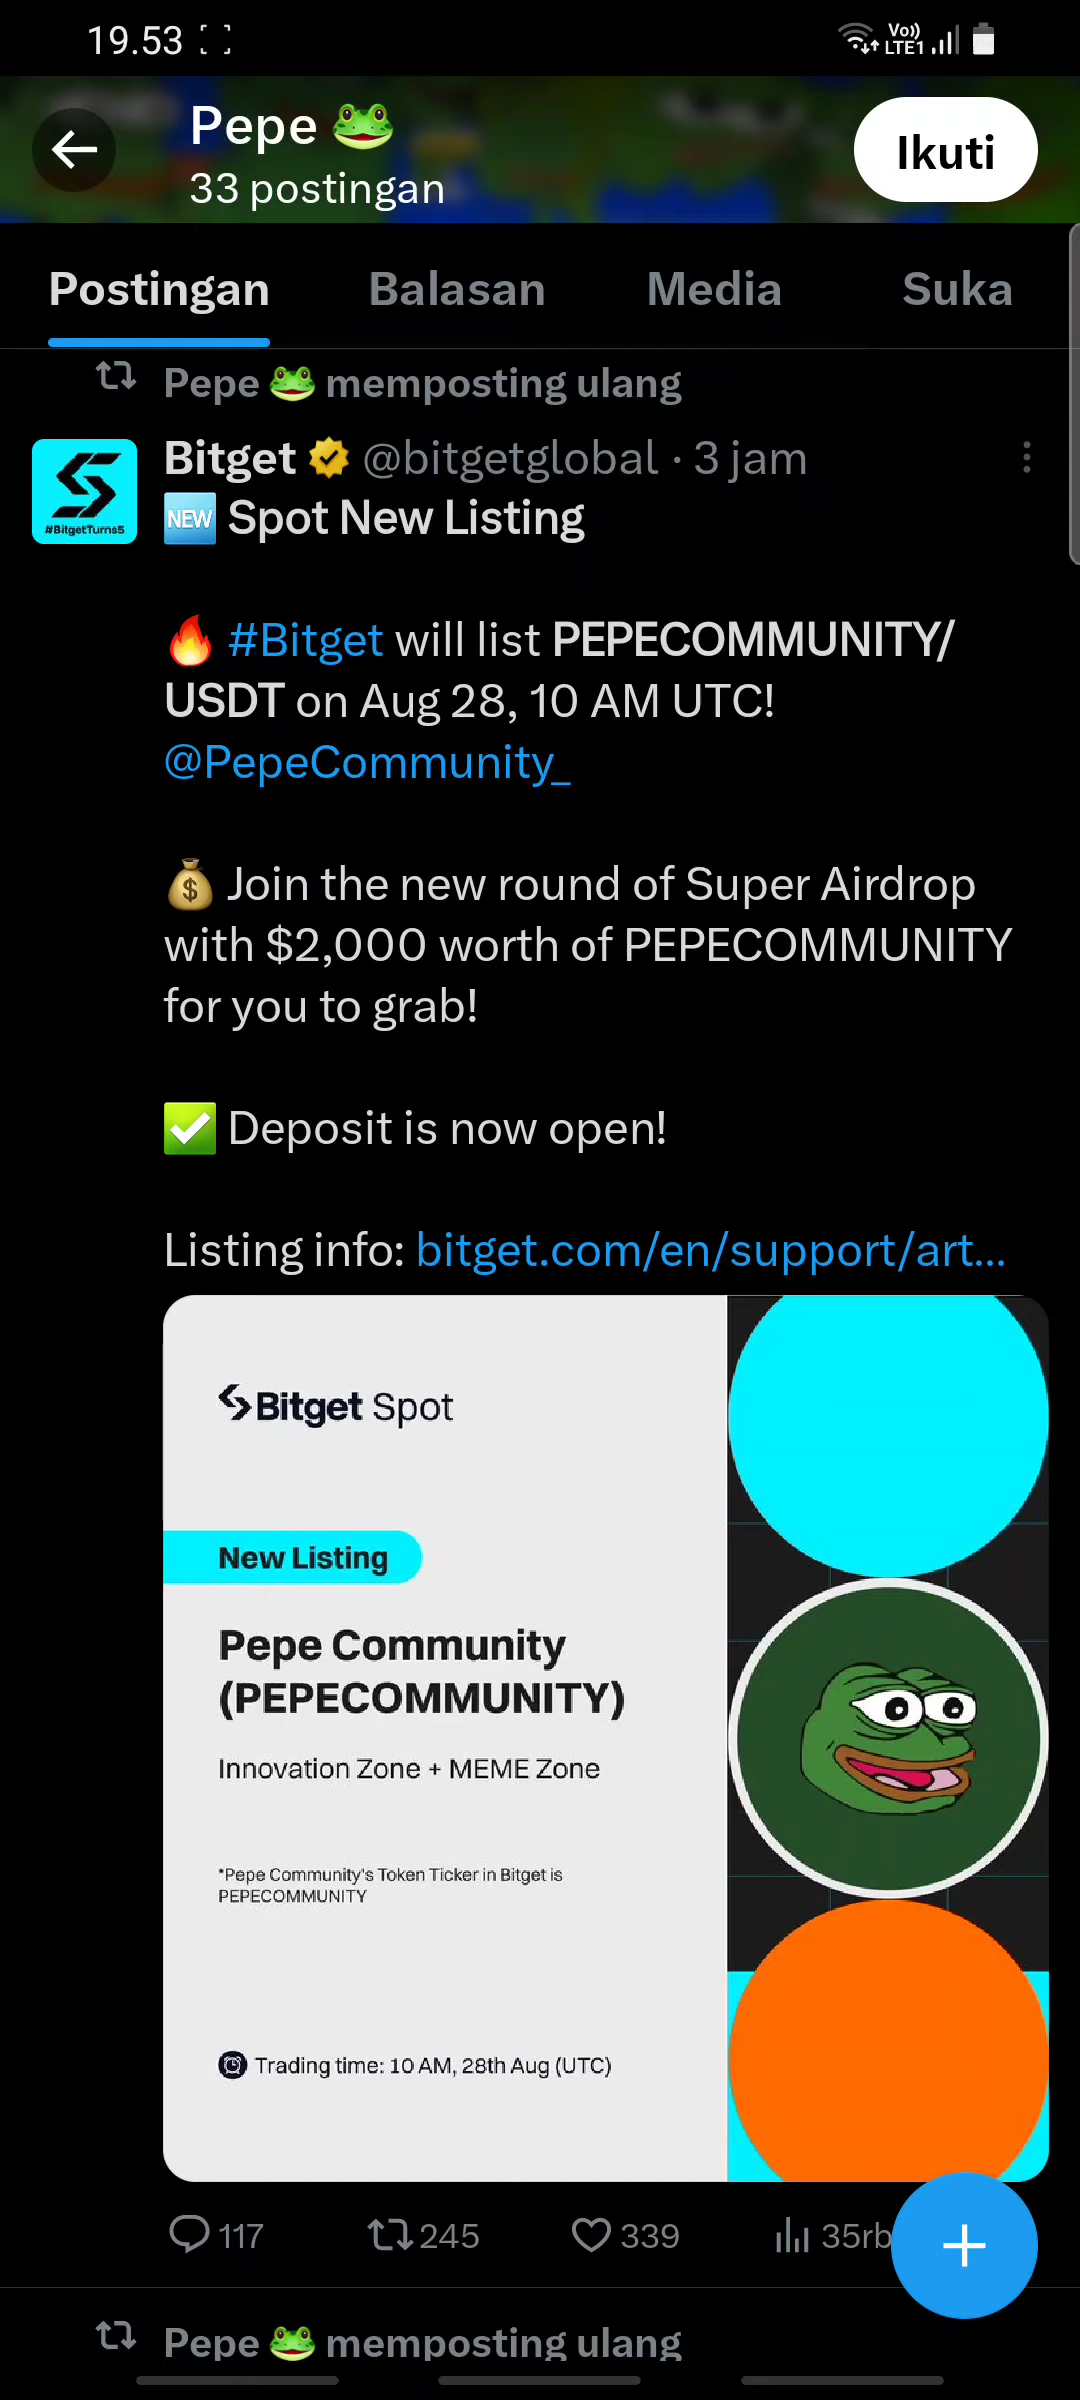 19.53
Vo))
LTE1
Pepe 🐸
33 postingan
Ikuti
Postingan
Balasan
Media
Suka
Pepe 🐸 memposting ulang
Bitget @bitgetglobal · 3 jam
#BitgetTurns5
🆕 Spot New Listing
🔥 #Bitget will list PEPECOMMUNITY/
USDT on Aug 28, 10 AM UTC!
@PepeCommunity_
💰 Join the new round of Super Airdrop
with $2,000 worth of PEPECOMMUNITY
for you to grab!
✅ Deposit is now open!
Listing info: bitget.com/en/support/art...
Bitget Spot
New Listing
Pepe Community
(PEPECOMMUNITY)
Innovation Zone + MEME Zone
*Pepe Community's Token Ticker in Bitget is
PEPECOMMUNITY
Trading time: 10 AM, 28th Aug (UTC)
117
245
339
35rb
Pepe 🐸 memposting ulang